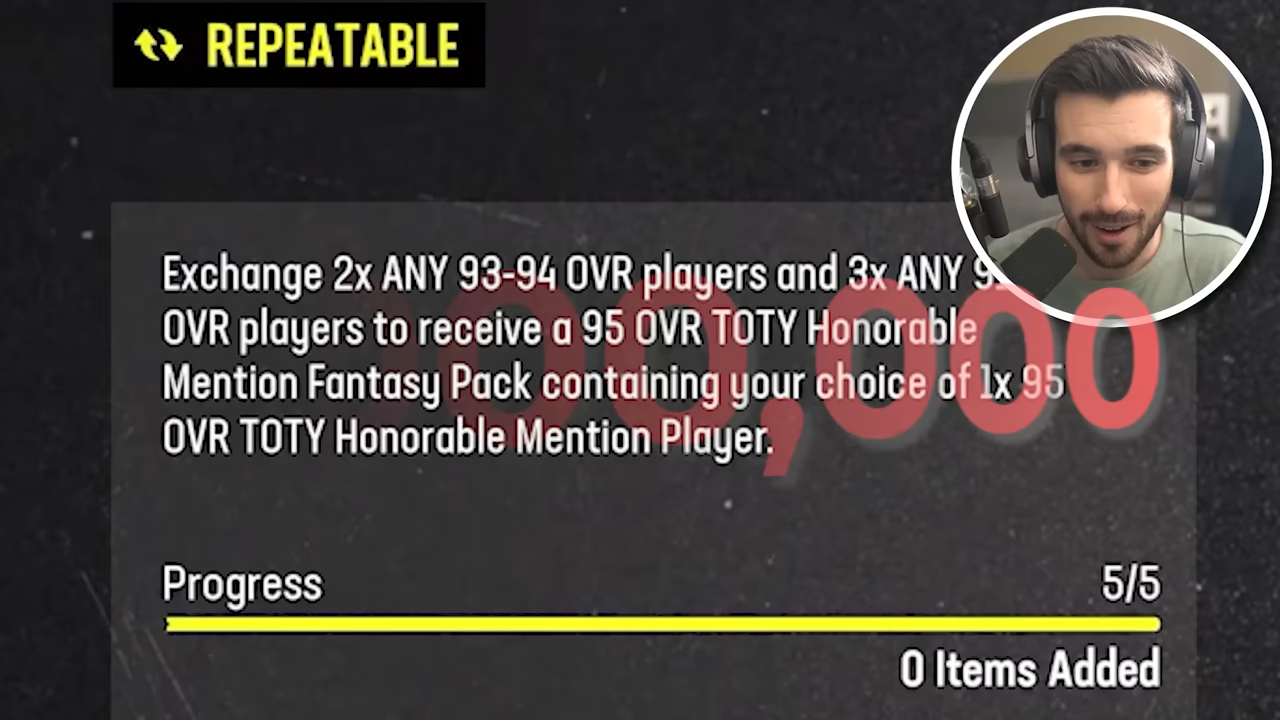 REPEATABLE
Exchange 2x ANY 93-94 OVR players and 3x ANY
OVR players to receive a 95 OVR TOTY Honorable
Mention Fantasy Pack containing your choice of 1x 95
OVR TOTY Honorable Mention Player.
00,000
Progress
5/5
0 Items Added